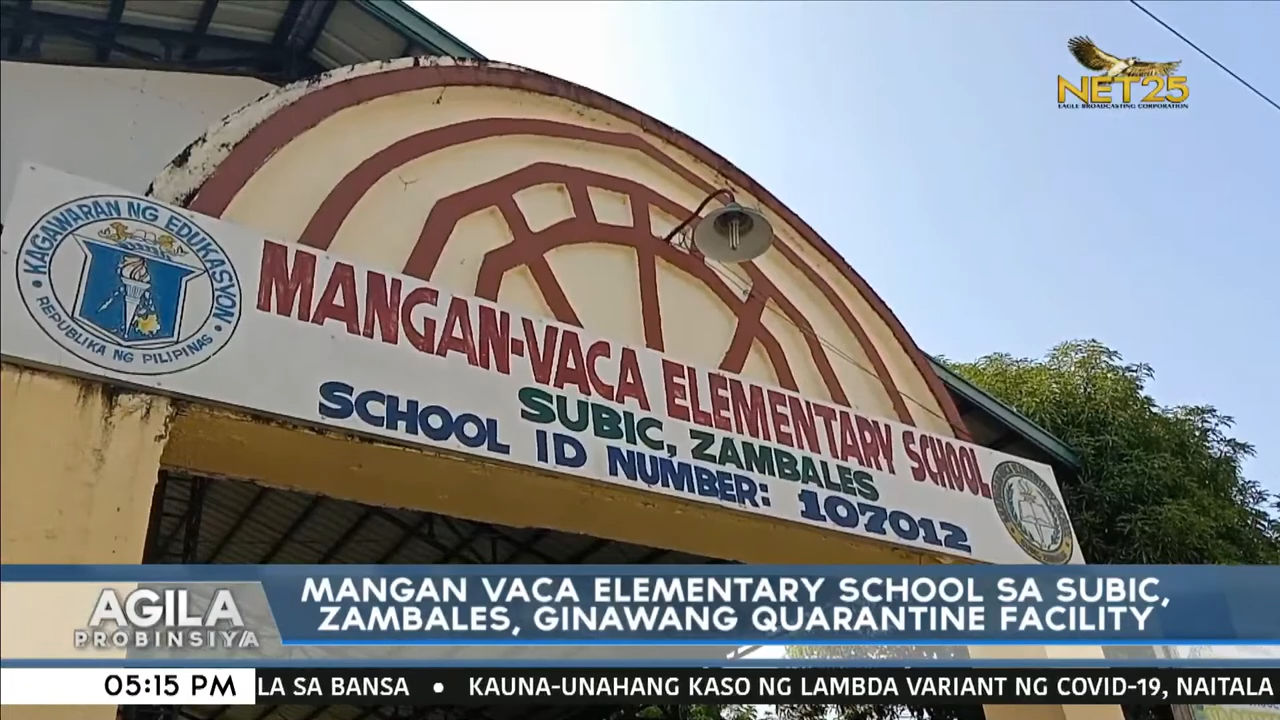 NET25
EAGLE BROADCASTING CORPORATION
KAGAWARAN NG EDUKASYON
REPUBLIKA NG PILIPINAS
MANGAN-VACA ELEMENTARY SCHOOL
SUBIC, ZAMBALES
SCHOOL ID NUMBER: 107012
AGILA
PROBINSIYA
MANGAN VACA ELEMENTARY SCHOOL SA SUBIC,
ZAMBALES, GINAWANG QUARANTINE FACILITY
05:15 PM
LA SA BANSA • KAUNA-UNAHANG KASO NG LAMBDA VARIANT NG COVID-19, NAITALA